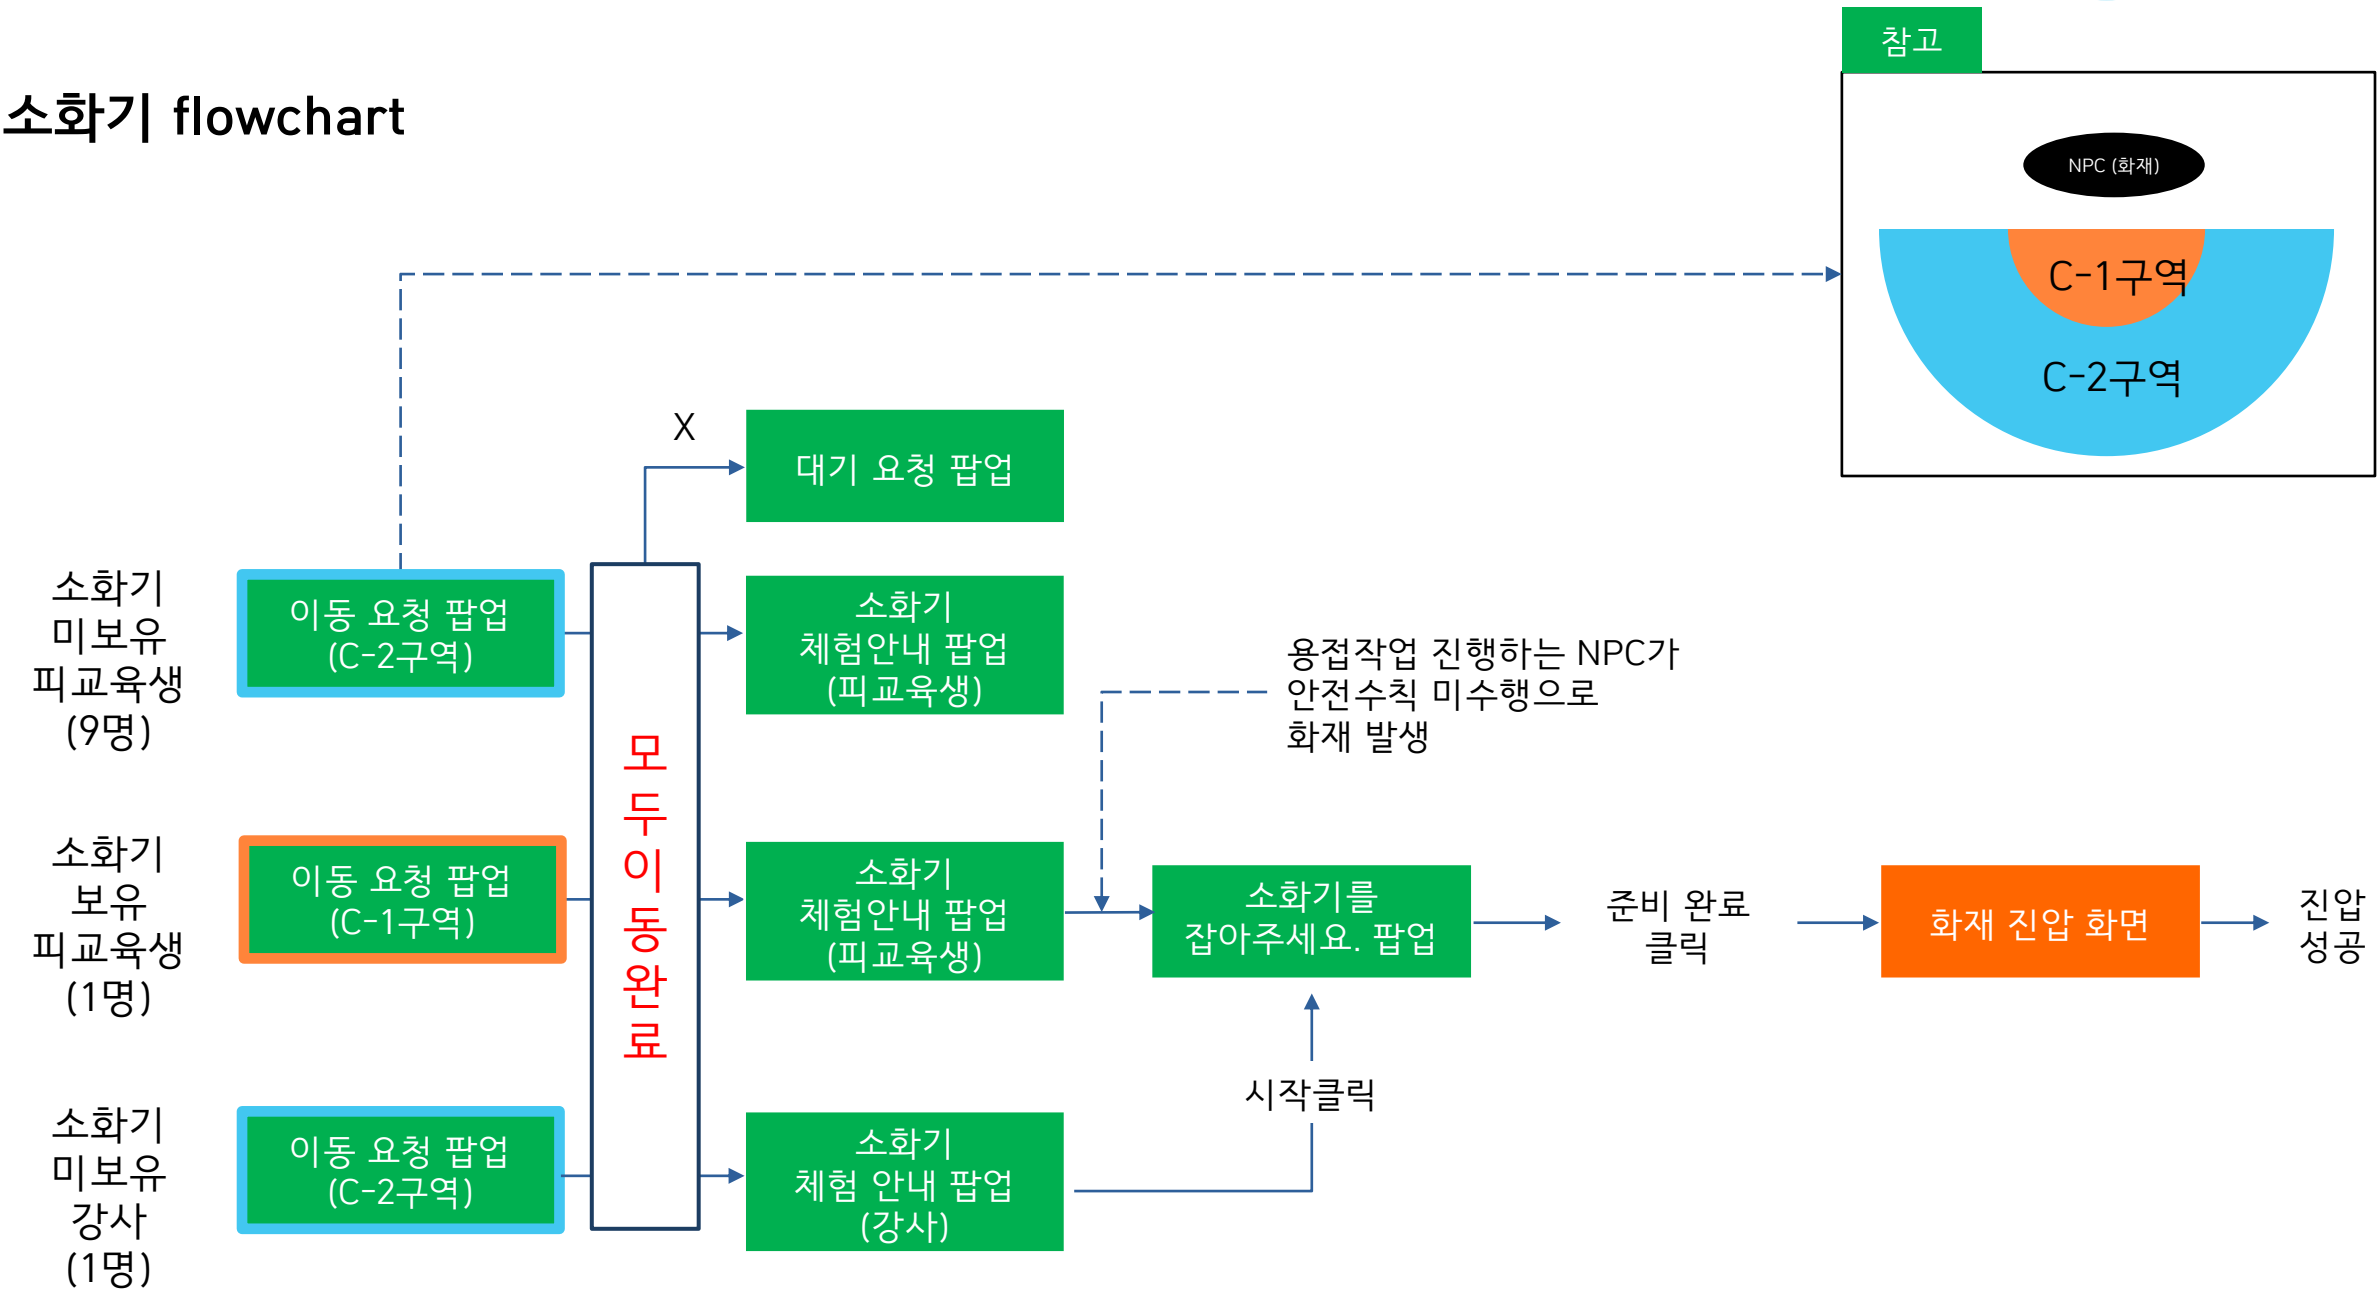 참고
소화기 flowchart
NPC (화재)
C-1구역
C-2구역
X
대기 요청 팝업
소화기
미보유
피교육생
(9명)
이동 요청 팝업
(C-2구역)
모
두
이
동
완
료
소화기
체험안내 팝업
(피교육생)
용접작업 진행하는 NPC가
안전수칙 미수행으로
화재 발생
소화기
보유
피교육생
(1명)
이동 요청 팝업
(C-1구역)
소화기
체험안내 팝업
(피교육생)
소화기를
잡아주세요. 팝업
준비 완료
클릭
화재 진압 화면
진압
성공
시작클릭
소화기
미보유
강사
(1명)
이동 요청 팝업
(C-2구역)
소화기
체험 안내 팝업
(강사)